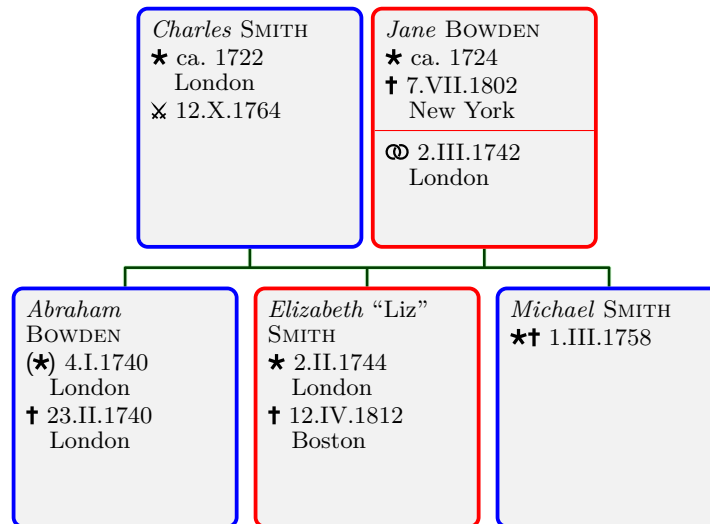 Charles SMITH
* ca. 1722
London
⚔ 12.X.1764
Jane BOWDEN
* ca. 1724
† 7.VII.1802
New York
⚭ 2.III.1742
London
Abraham
BOWDEN
(*) 4.I.1740
London
† 23.II.1740
London
Elizabeth “Liz”
SMITH
* 2.II.1744
London
† 12.IV.1812
Boston
Michael SMITH
*† 1.III.1758